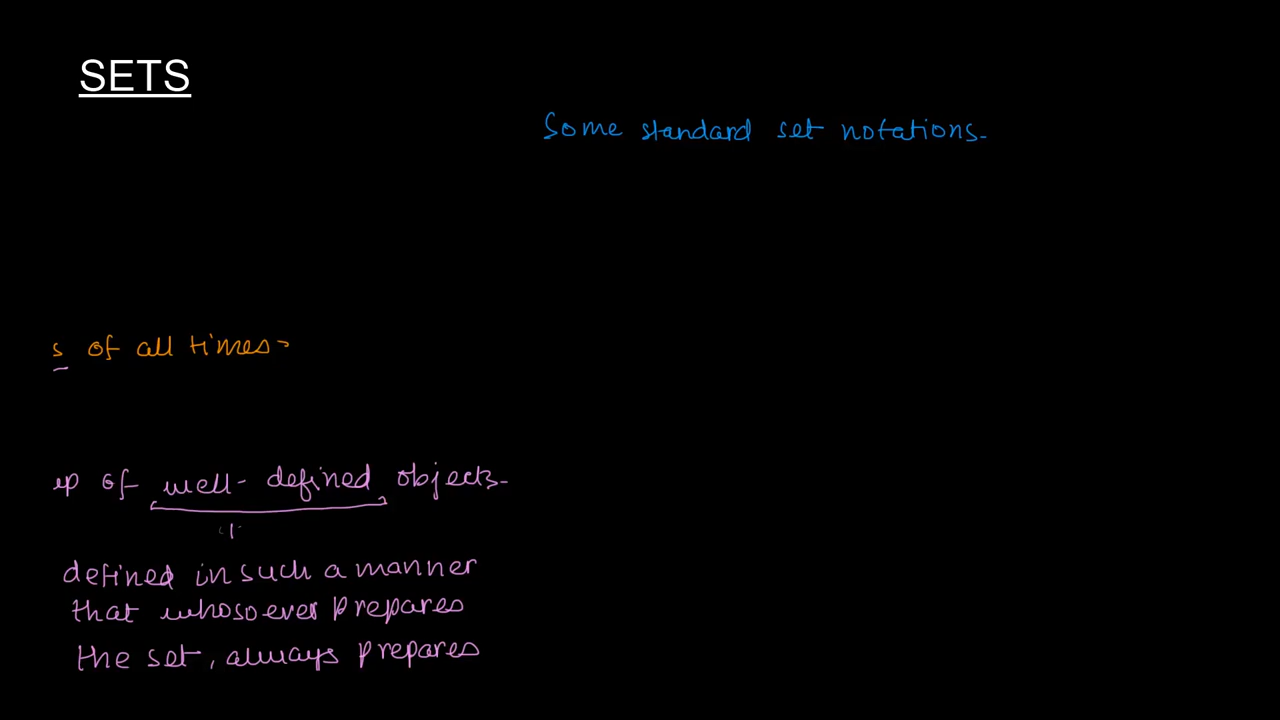 SETS
Some standard set notations.
s of all times-
up of well-defined objects.
defined in such a manner
that whosoever prepares
the set, always prepares